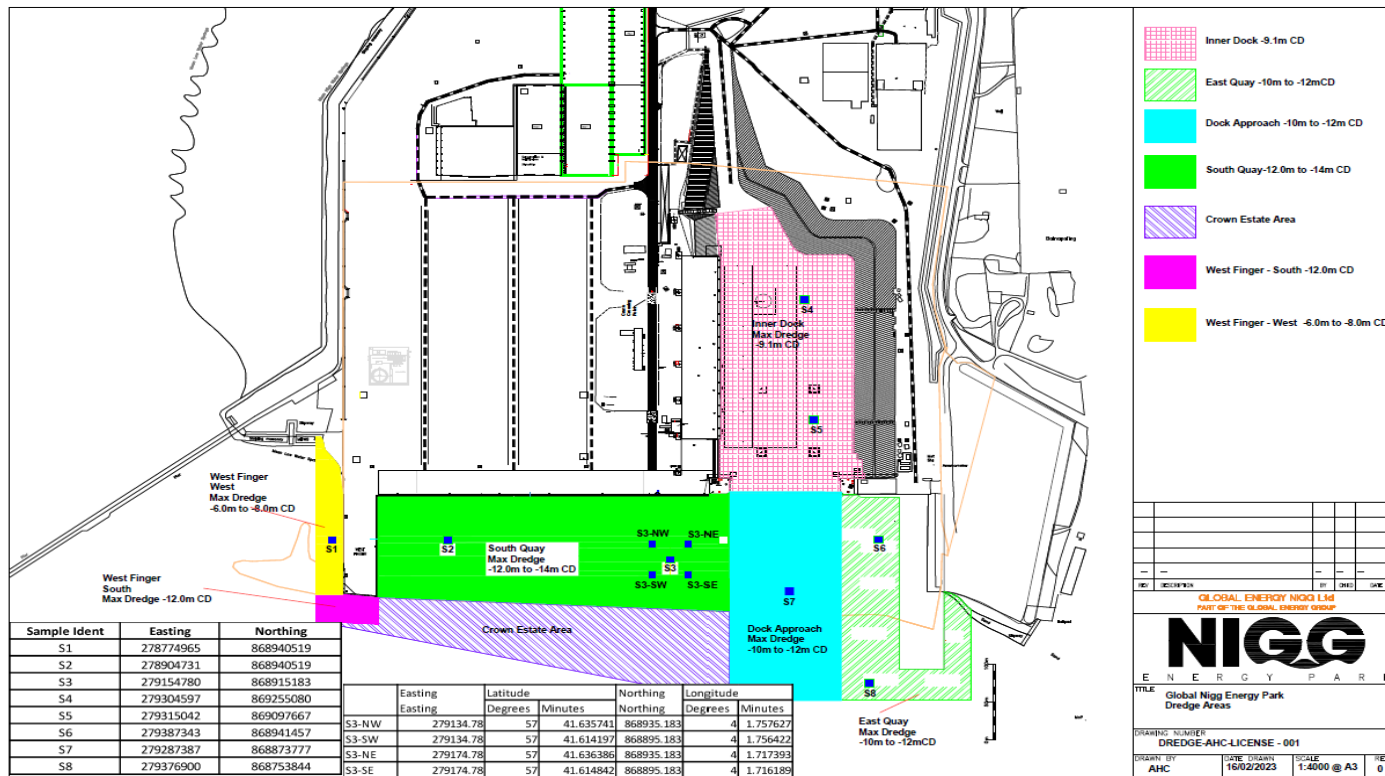 Inner Dock -9.1m CD
East Quay -10m to -12mCD
Dock Approach -10m to -12m CD
South Quay-12.0m to -14m CD
Crown Estate Area
West Finger - South -12.0m CD
West Finger - West -6.0m to -8.0m CD
S4
Inner Dock
Max Dredge
-9.1m CD
S5
West Finger
West
Max Dredge
-6.0m to -8.0m CD
S1
S2
South Quay
Max Dredge
-12.0m to -14m CD
S3-NW
S3-NE
S3
S3-SW
S3-SE
S6
S7
West Finger
South
Max Dredge -12.0m CD
Crown Estate Area
Dock Approach
Max Dredge
-10m to -12m CD
S8
East Quay
Max Dredge
-10m to -12mCD
Sample Ident Easting Northing
S1 278774965 868940519
S2 278904731 868940519
S3 279154780 868915183
S4 279304597 869255080
S5 279315042 869097667
S6 279387343 868941457
S7 279287387 868873777
S8 279376900 868753844
Easting Latitude Northing Longitude
Easting Degrees Minutes Northing Degrees Minutes
S3-NW 279134.78 57 41.635741 868935.183 4 1.757627
S3-SW 279134.78 57 41.614197 868895.183 4 1.756422
S3-NE 279174.78 57 41.636386 868935.183 4 1.717393
S3-SE 279174.78 57 41.614842 868895.183 4 1.716189
REV DESCRIPTION BY CHKD DATE
GLOBAL ENERGY NIGG Ltd
PART OF THE GLOBAL ENERGY GROUP
NIGG
ENERGY PARK
TITLE
Global Nigg Energy Park
Dredge Areas
DRAWING NUMBER
DREDGE-AHC-LICENSE - 001
DRAWN BY
AHC
DATE DRAWN
16/02/2023
SCALE
1:4000 @ A3
RE
0